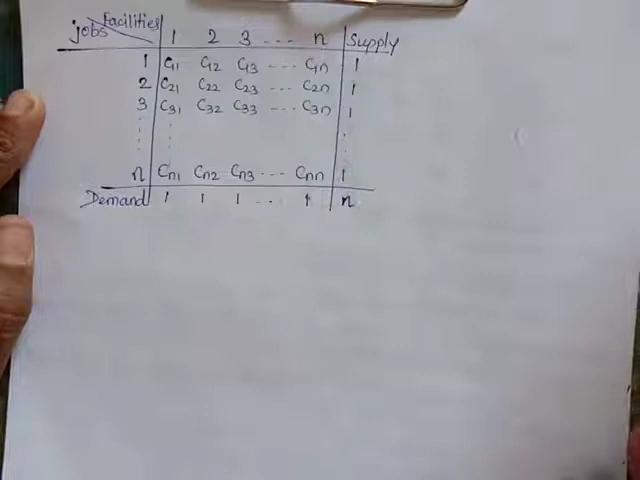 jobs Facilities 1 2 3 ... n Supply
1 C11 C12 C13 ... C1n 1
2 C21 C22 C23 ... C2n 1
3 C31 C32 C33 ... C3n 1
n Cn1 Cn2 Cn3 ... Cnn 1
Demand 1 1 1 ... 1 n